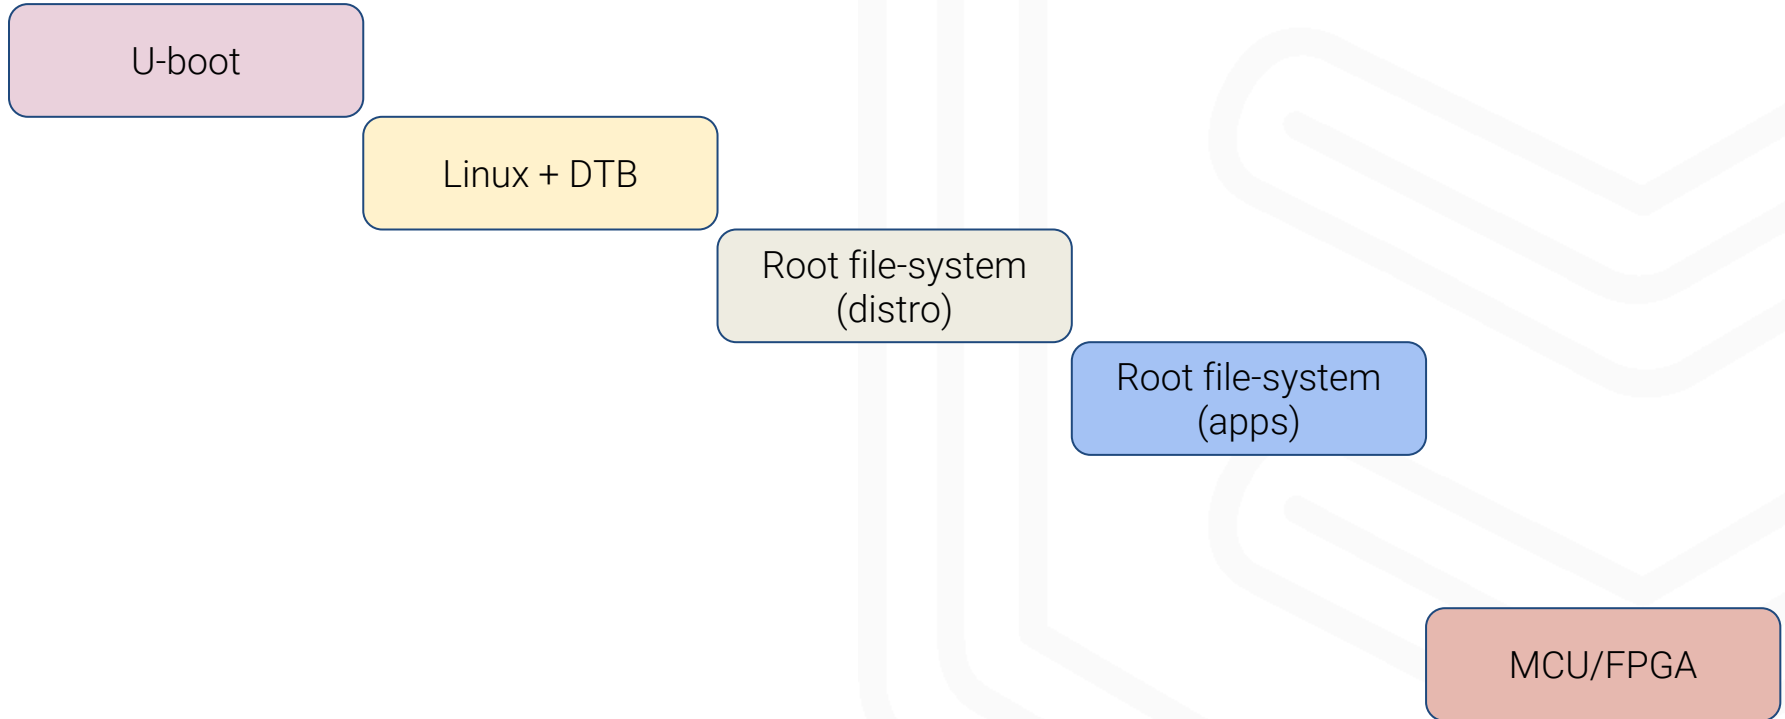 U-boot
Linux + DTB
Root file-system
(distro)
Root file-system
(apps)
MCU/FPGA